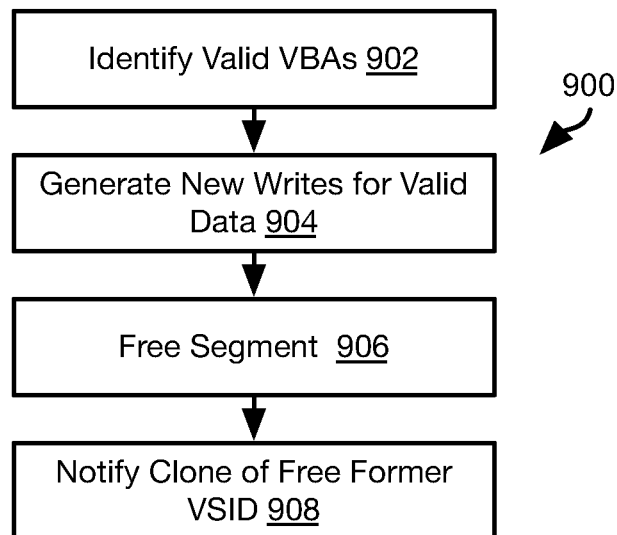 Identify Valid VBAs 902
900
Generate New Writes for Valid
Data 904
Free Segment 906
Notify Clone of Free Former
VSID 908